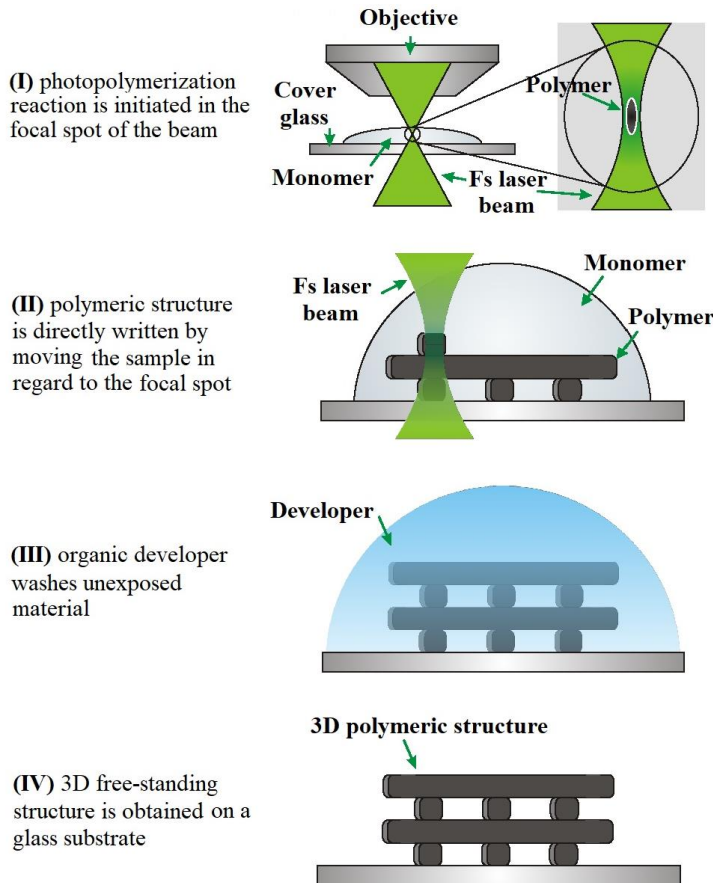 Objective
(I) photopolymerization
reaction is initiated in the
focal spot of the beam
Cover
glass
Monomer
Fs laser
beam
Polymer
(II) polymeric structure
is directly written by
moving the sample in
regard to the focal spot
Fs laser
beam
Monomer
Polymer
(III) organic developer
washes unexposed
material
Developer
(IV) 3D free-standing
structure is obtained on a
glass substrate
3D polymeric structure